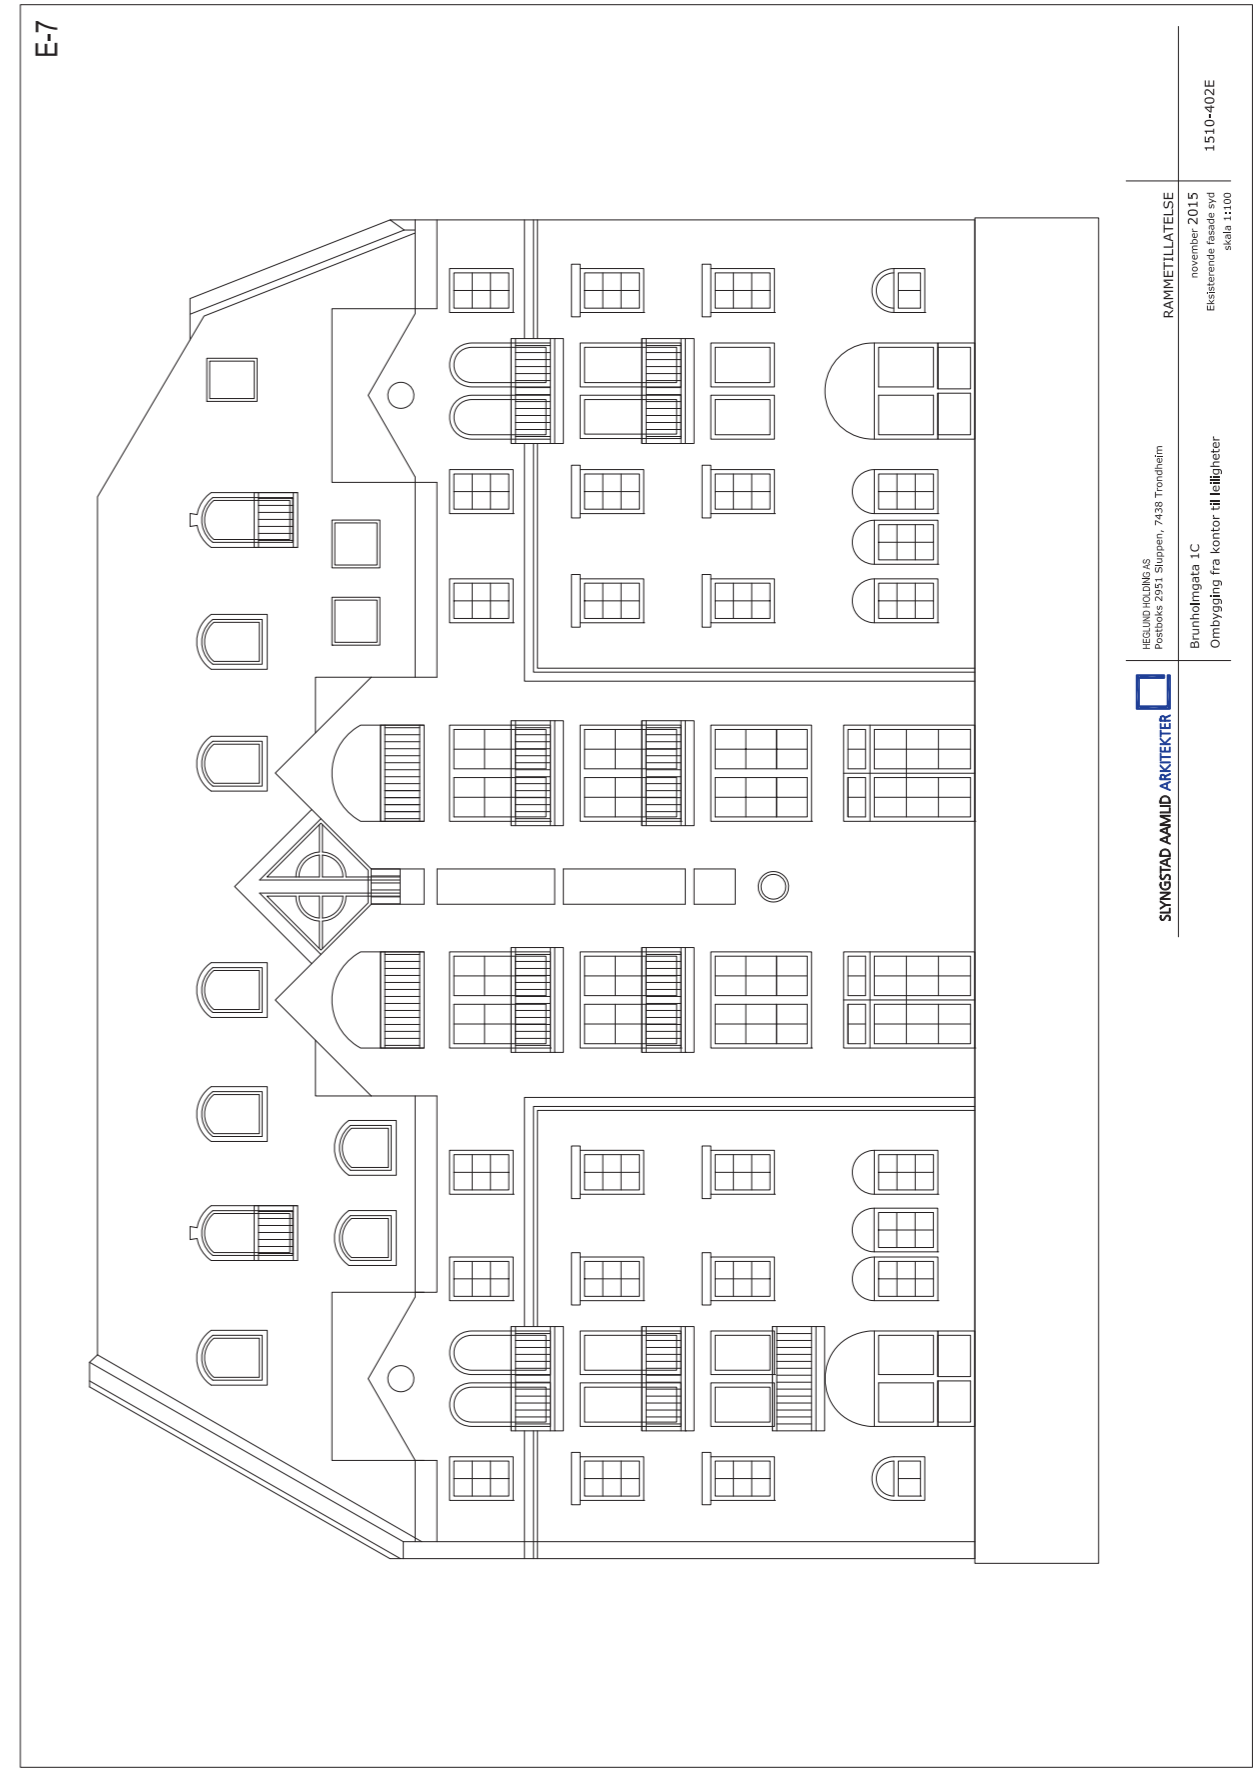 E-7
SLYNGSTAD AAMLID ARKITEKTER
HEGLUND HOLDING AS
Postboks 2951 Sluppen, 7438 Trondheim
Brunholmgata 1C
Ombygging fra kontor til leiligheter
RAMMETILLATELSE
november 2015
Eksisterende fasade syd
skala 1:100
1510-402E